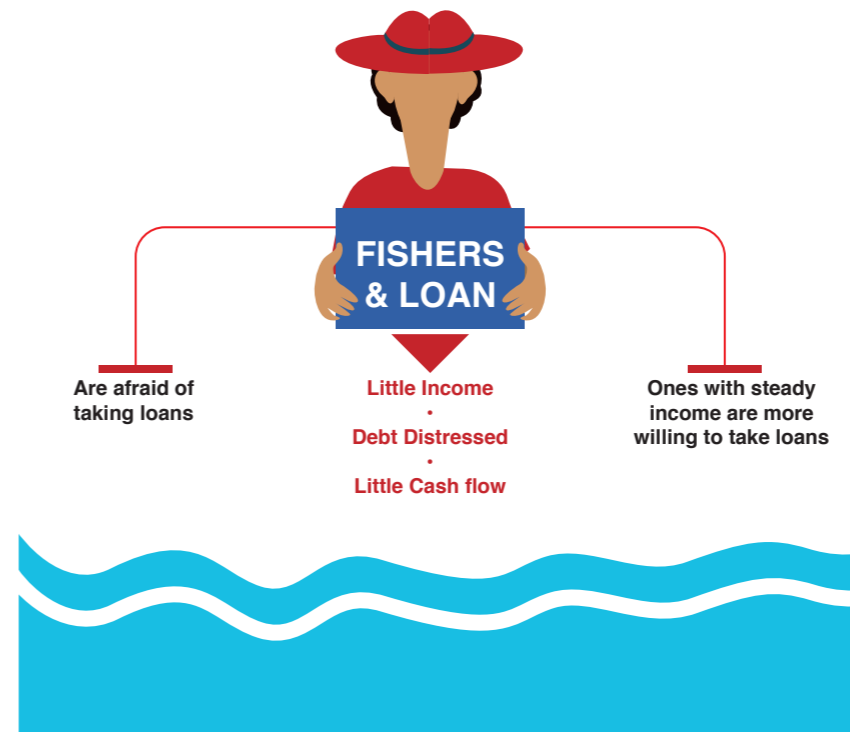 FISHERS
& LOAN
Are afraid of
taking loans
Little Income
•
Debt Distressed
•
Little Cash flow
Ones with steady
income are more
willing to take loans